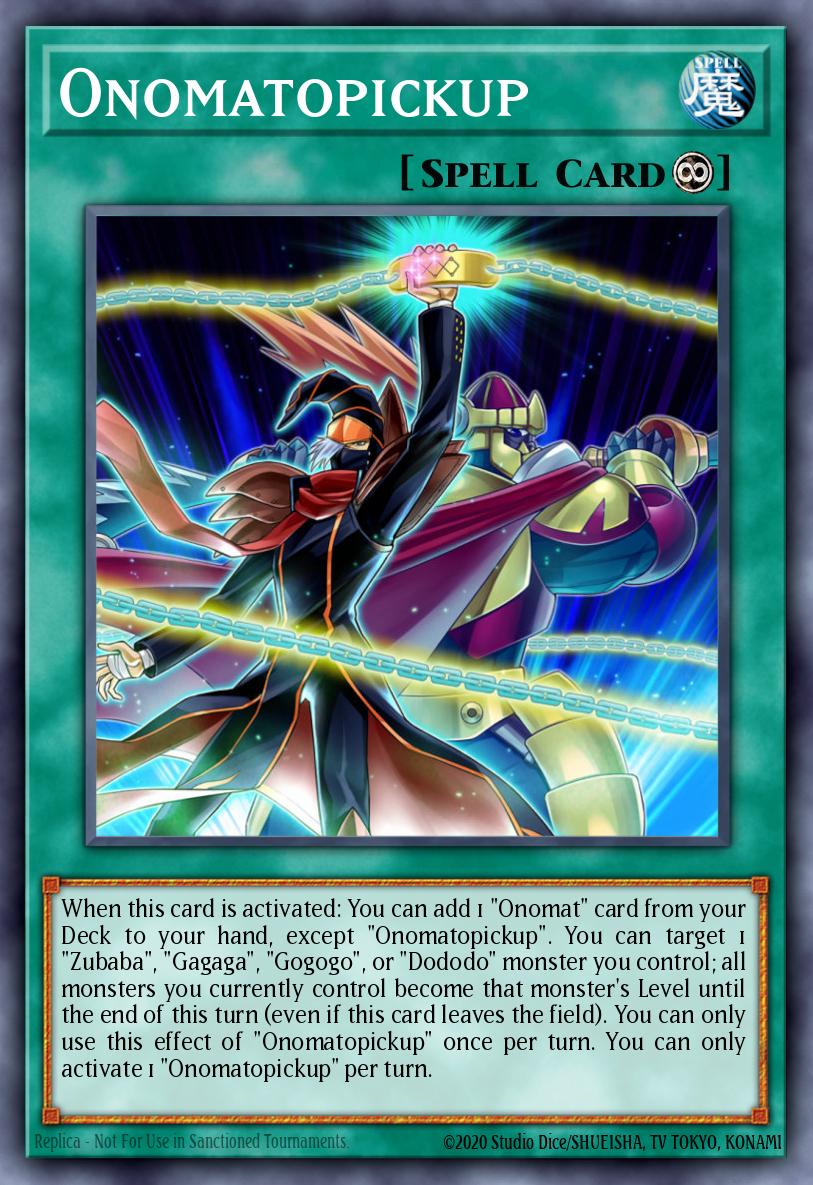 Onomatopickup
SPELL
魔
[Spell Card]
When this card is activated: You can add 1 "Onomat" card from your
Deck to your hand, except "Onomatopickup". You can target 1
"Zubaba", "Gagaga", "Gogogo", or "Dododo" monster you control; all
monsters you currently control become that monster's Level until
the end of this turn (even if this card leaves the field). You can only
use this effect of "Onomatopickup" once per turn. You can only
activate 1 "Onomatopickup" per turn.
Replica - Not For Use in Sanctioned Tournaments.
©2020 Studio Dice/SHUEISHA, TV TOKYO, KONAMI